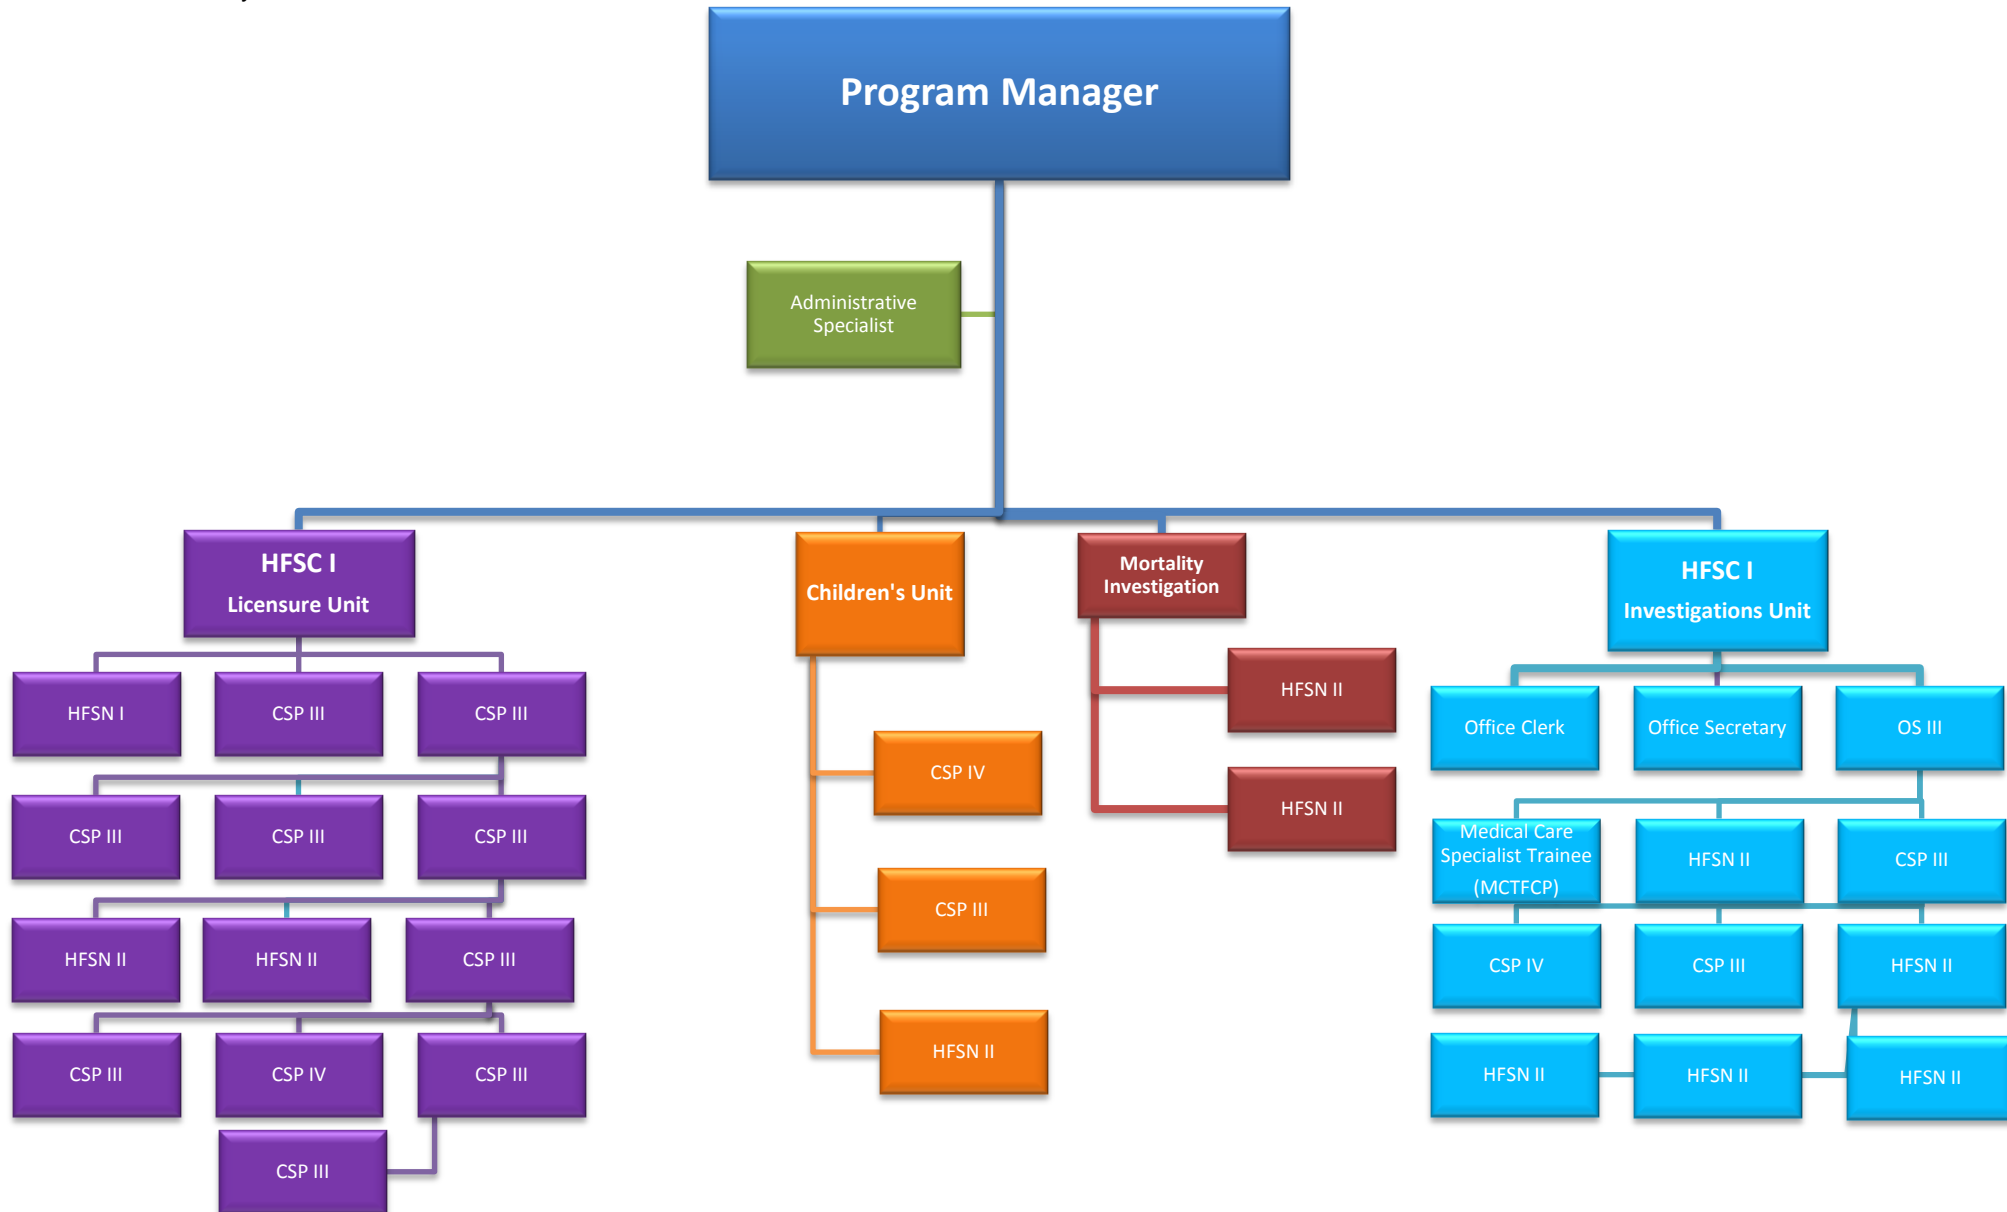 Program Manager
Administrative
Specialist
HFSC I
Licensure Unit
Children's Unit
Mortality
Investigation
HFSC I
Investigations Unit
HFSN I
CSP III
CSP III
CSP III
CSP III
CSP III
HFSN II
HFSN II
CSP III
CSP III
CSP IV
CSP III
CSP III
CSP IV
CSP III
HFSN II
HFSN II
HFSN II
Office Clerk
Office Secretary
OS III
Medical Care
Specialist Trainee
(MCTFCP)
HFSN II
CSP III
CSP IV
CSP III
HFSN II
HFSN II
HFSN II
HFSN II